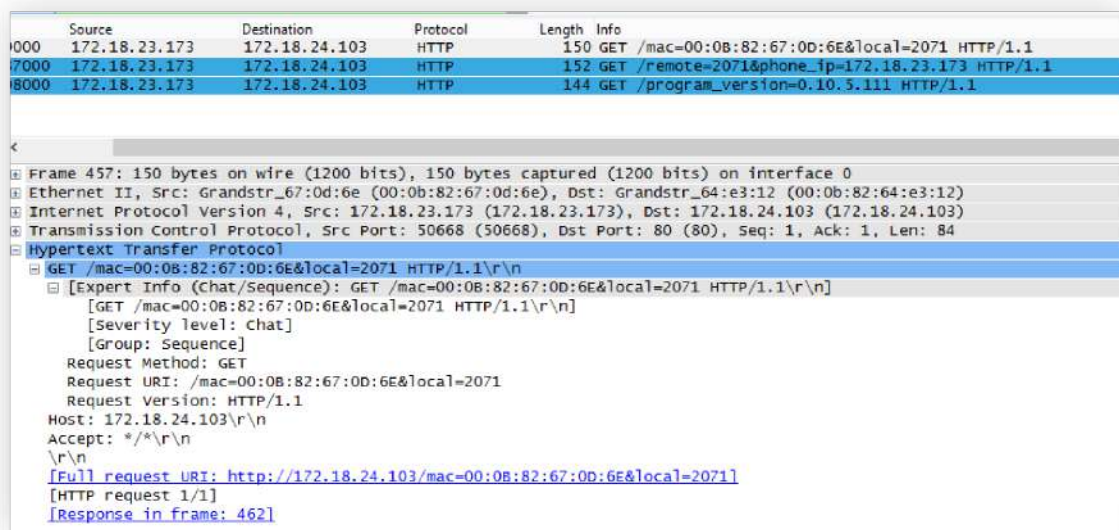 Source Destination Protocol Length Info
000 172.18.23.173 172.18.24.103 HTTP 150 GET /mac=00:0B:82:67:0D:6E&local=2071 HTTP/1.1
7000 172.18.23.173 172.18.24.103 HTTP 152 GET /remote=2071&phone_ip=172.18.23.173 HTTP/1.1
8000 172.18.23.173 172.18.24.103 HTTP 144 GET /program_version=0.10.5.111 HTTP/1.1
<
Frame 457: 150 bytes on wire (1200 bits), 150 bytes captured (1200 bits) on interface 0
Ethernet II, Src: Grandstr_67:0d:6e (00:0b:82:67:0d:6e), Dst: Grandstr_64:e3:12 (00:0b:82:64:e3:12)
Internet Protocol Version 4, Src: 172.18.23.173 (172.18.23.173), Dst: 172.18.24.103 (172.18.24.103)
Transmission Control Protocol, Src Port: 50668 (50668), Dst Port: 80 (80), Seq: 1, Ack: 1, Len: 84
Hypertext Transfer Protocol
GET /mac=00:0B:82:67:0D:6E&local=2071 HTTP/1.1\r\n
[Expert Info (Chat/Sequence): GET /mac=00:0B:82:67:0D:6E&local=2071 HTTP/1.1\r\n]
[GET /mac=00:0B:82:67:0D:6E&local=2071 HTTP/1.1\r\n]
[Severity level: Chat]
[Group: Sequence]
Request Method: GET
Request URI: /mac=00:0B:82:67:0D:6E&local=2071
Request Version: HTTP/1.1
Host: 172.18.24.103\r\n
Accept: */*\r\n
\r\n
[Full request URI: http://172.18.24.103/mac=00:0B:82:67:0D:6E&local=2071]
[HTTP request 1/1]
[Response in frame: 462]